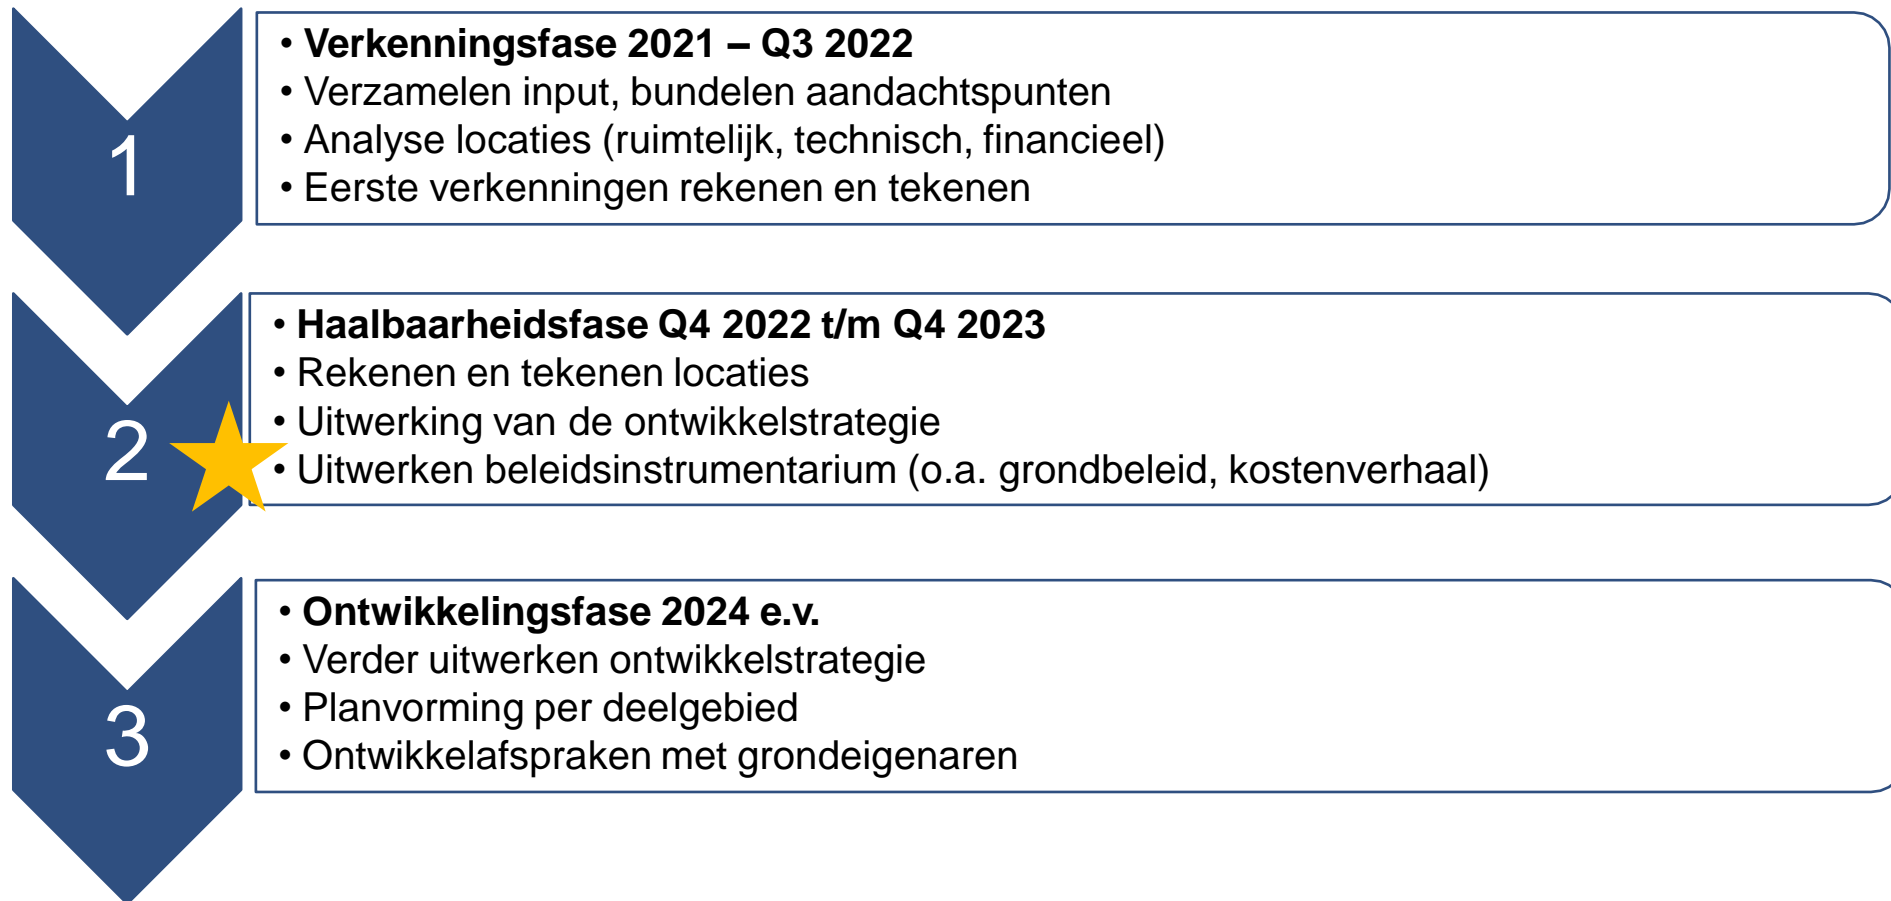 1
• Verkenningsfase 2021 – Q3 2022
• Verzamelen input, bundelen aandachtspunten
• Analyse locaties (ruimtelijk, technisch, financieel)
• Eerste verkenningen rekenen en tekenen
2
• Haalbaarheidsfase Q4 2022 t/m Q4 2023
• Rekenen en tekenen locaties
• Uitwerking van de ontwikkelstrategie
• Uitwerken beleidsinstrumentarium (o.a. grondbeleid, kostenverhaal)
3
• Ontwikkelingsfase 2024 e.v.
• Verder uitwerken ontwikkelstrategie
• Planvorming per deelgebied
• Ontwikkelafspraken met grondeigenaren